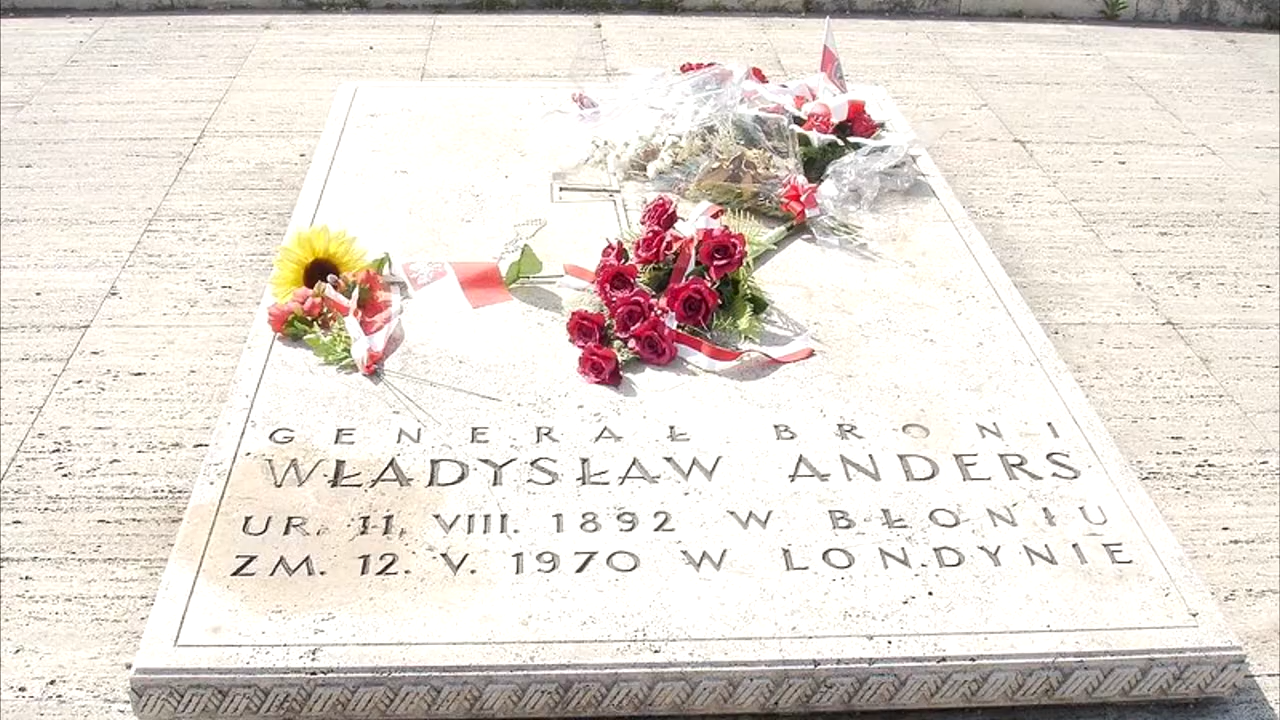 GENERAŁ BRONI
WŁADYSŁAW ANDERS
UR. 11. VIII. 1892 W BŁONIU
ZM. 12. V. 1970 W LONDYNIE